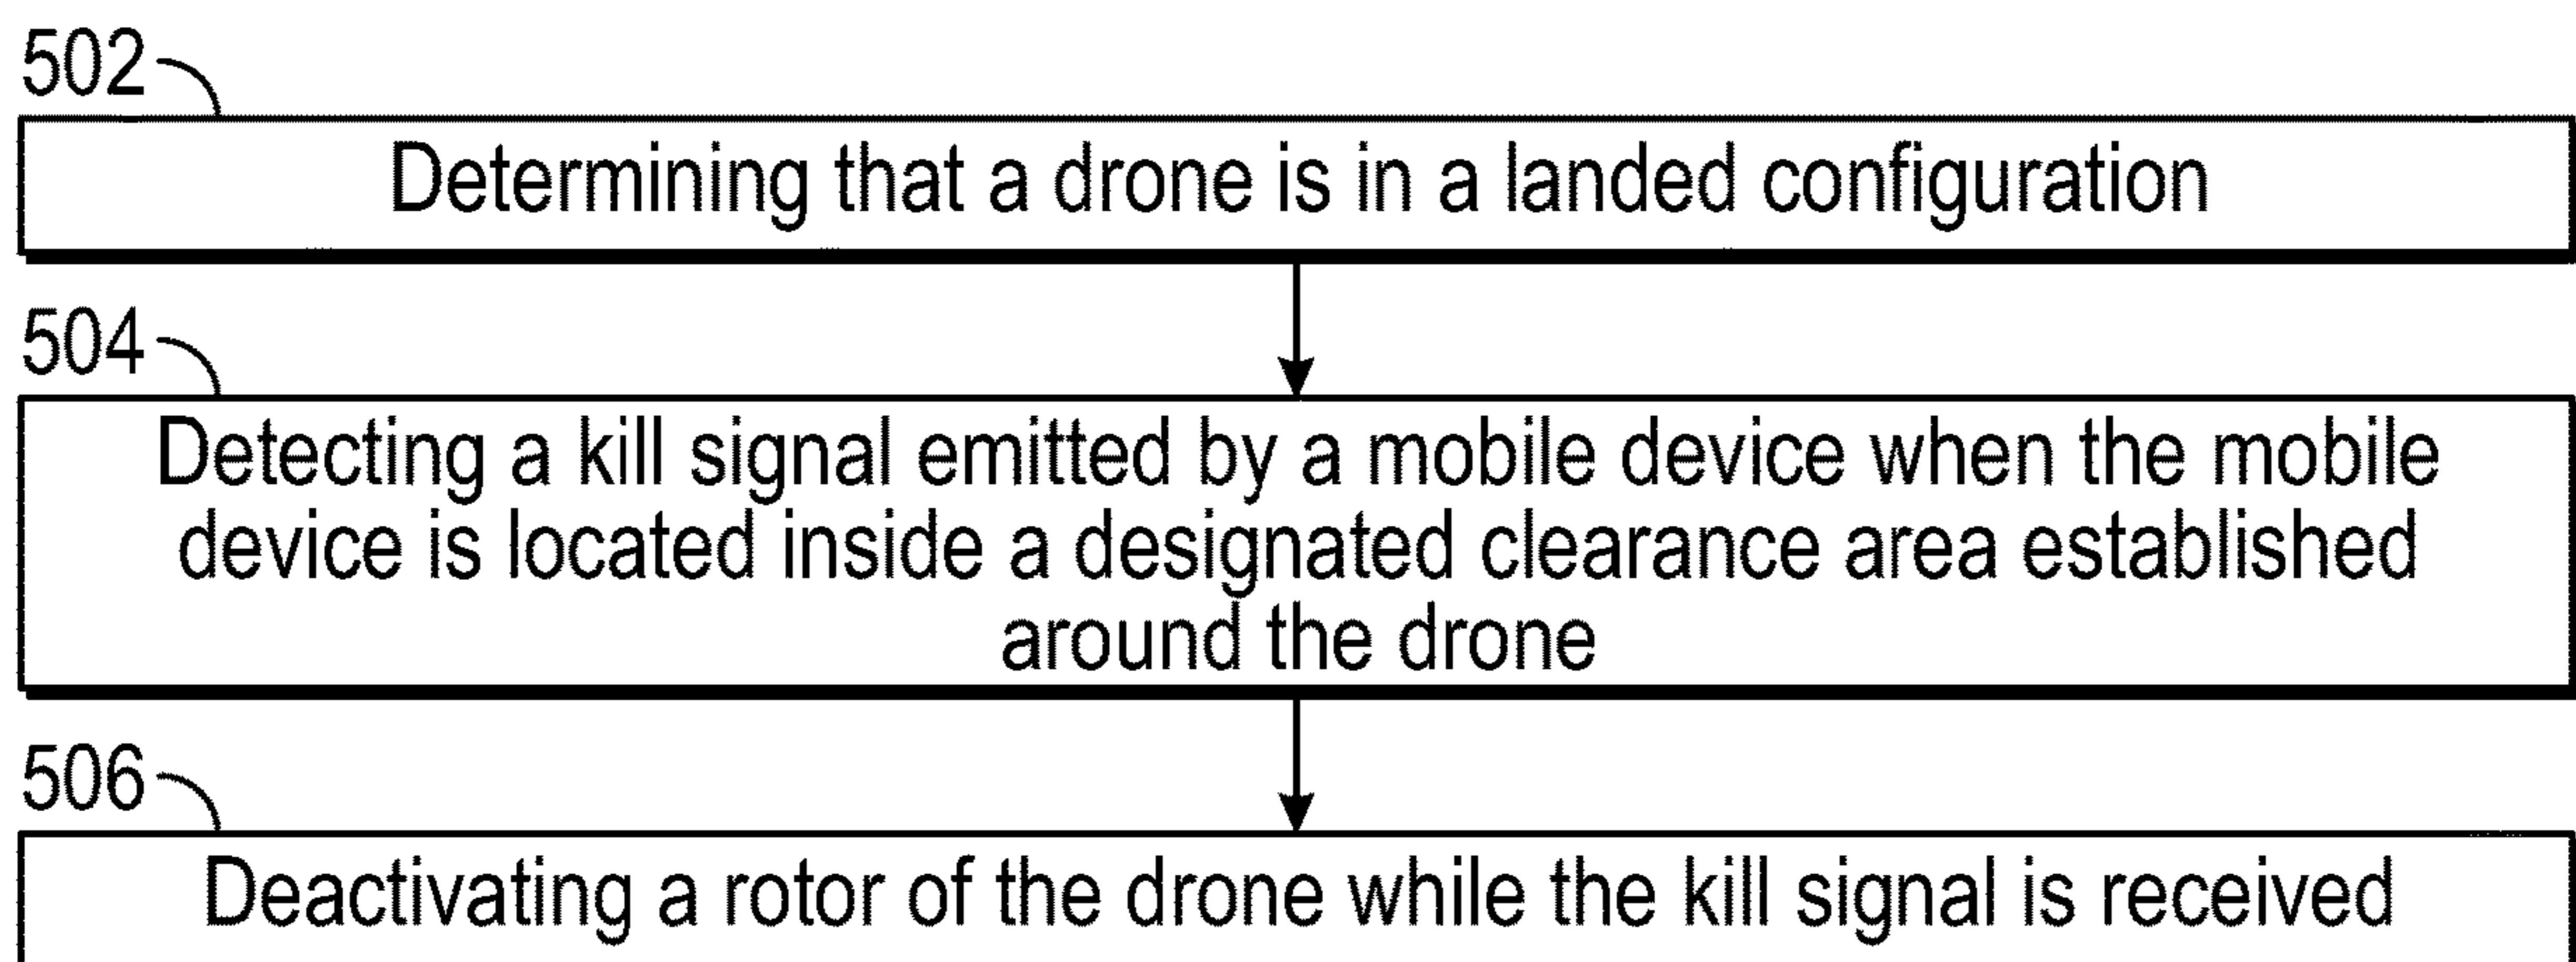 502
Determining that a drone is in a landed configuration
504
Detecting a kill signal emitted by a mobile device when the mobile
device is located inside a designated clearance area established
around the drone
506
Deactivating a rotor of the drone while the kill signal is received